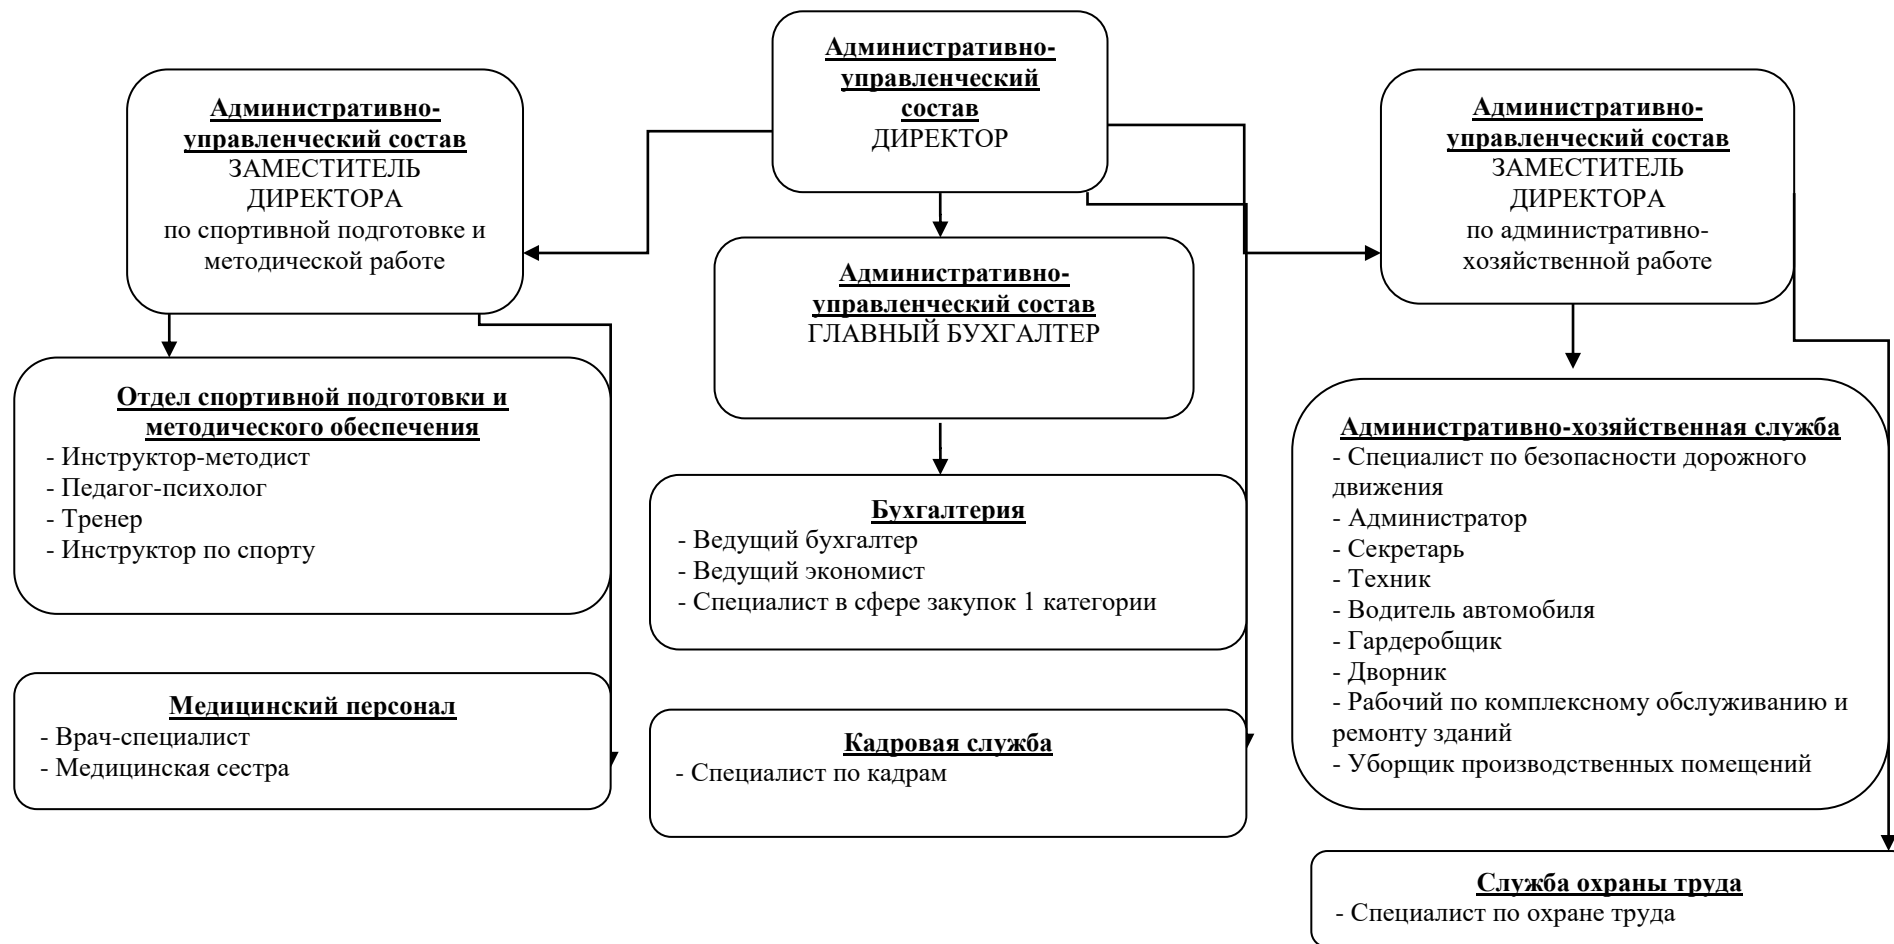 Административно-
управленческий
состав
ДИРЕКТОР
Административно-
управленческий состав
ЗАМЕСТИТЕЛЬ
ДИРЕКТОРА
по спортивной подготовке и
методической работе
Административно-
управленческий состав
ГЛАВНЫЙ БУХГАЛТЕР
Административно-
управленческий состав
ЗАМЕСТИТЕЛЬ
ДИРЕКТОРА
по административно-
хозяйственной работе
Отдел спортивной подготовки и
методического обеспечения
- Инструктор-методист
- Педагог-психолог
- Тренер
- Инструктор по спорту
Медицинский персонал
- Врач-специалист
- Медицинская сестра
Бухгалтерия
- Ведущий бухгалтер
- Ведущий экономист
- Специалист в сфере закупок 1 категории
Кадровая служба
- Специалист по кадрам
Административно-хозяйственная служба
- Специалист по безопасности дорожного
движения
- Администратор
- Секретарь
- Техник
- Водитель автомобиля
- Гардеробщик
- Дворник
- Рабочий по комплексному обслуживанию и
ремонту зданий
- Уборщик производственных помещений
Служба охраны труда
- Специалист по охране труда